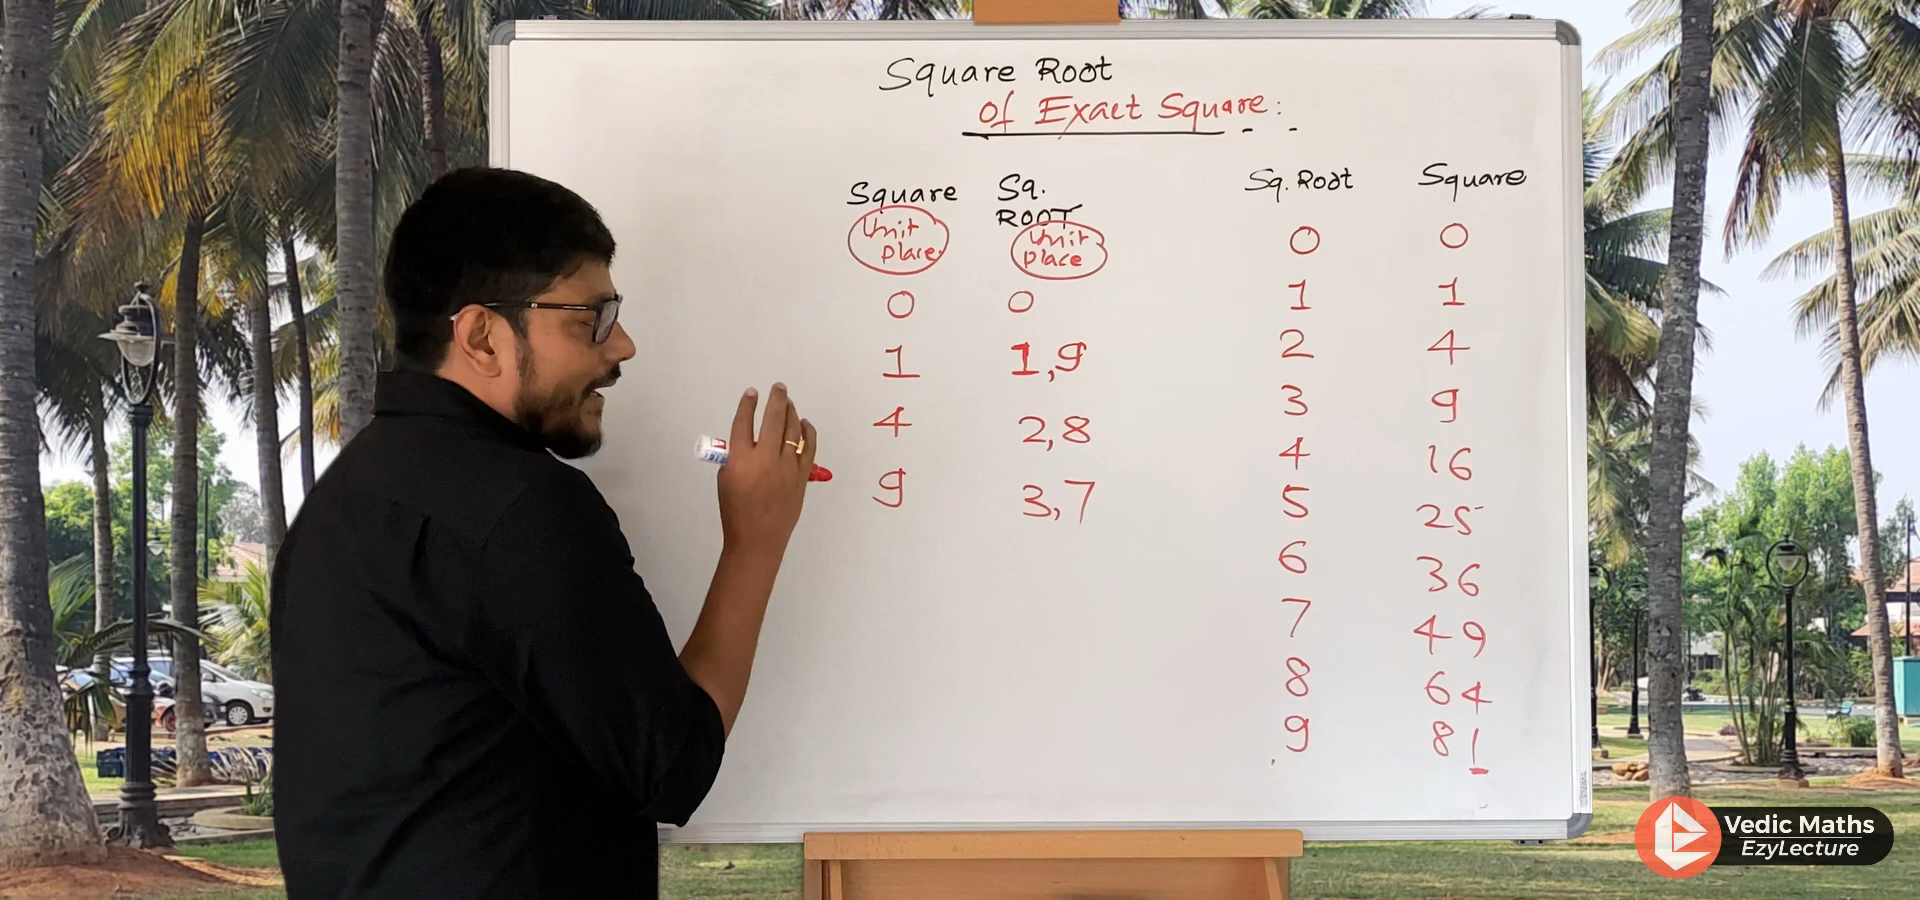 Square Root
Of Exact Square:
Square Sq. ROOT
Unit Place. Unit Place
0 0
1 1,9
4 2,8
9 3,7
Sq. Root Square
0 0
1 1
2 4
3 9
4 16
5 25
6 36
7 49
8 64
9 81
Vedic Maths
EzyLecture